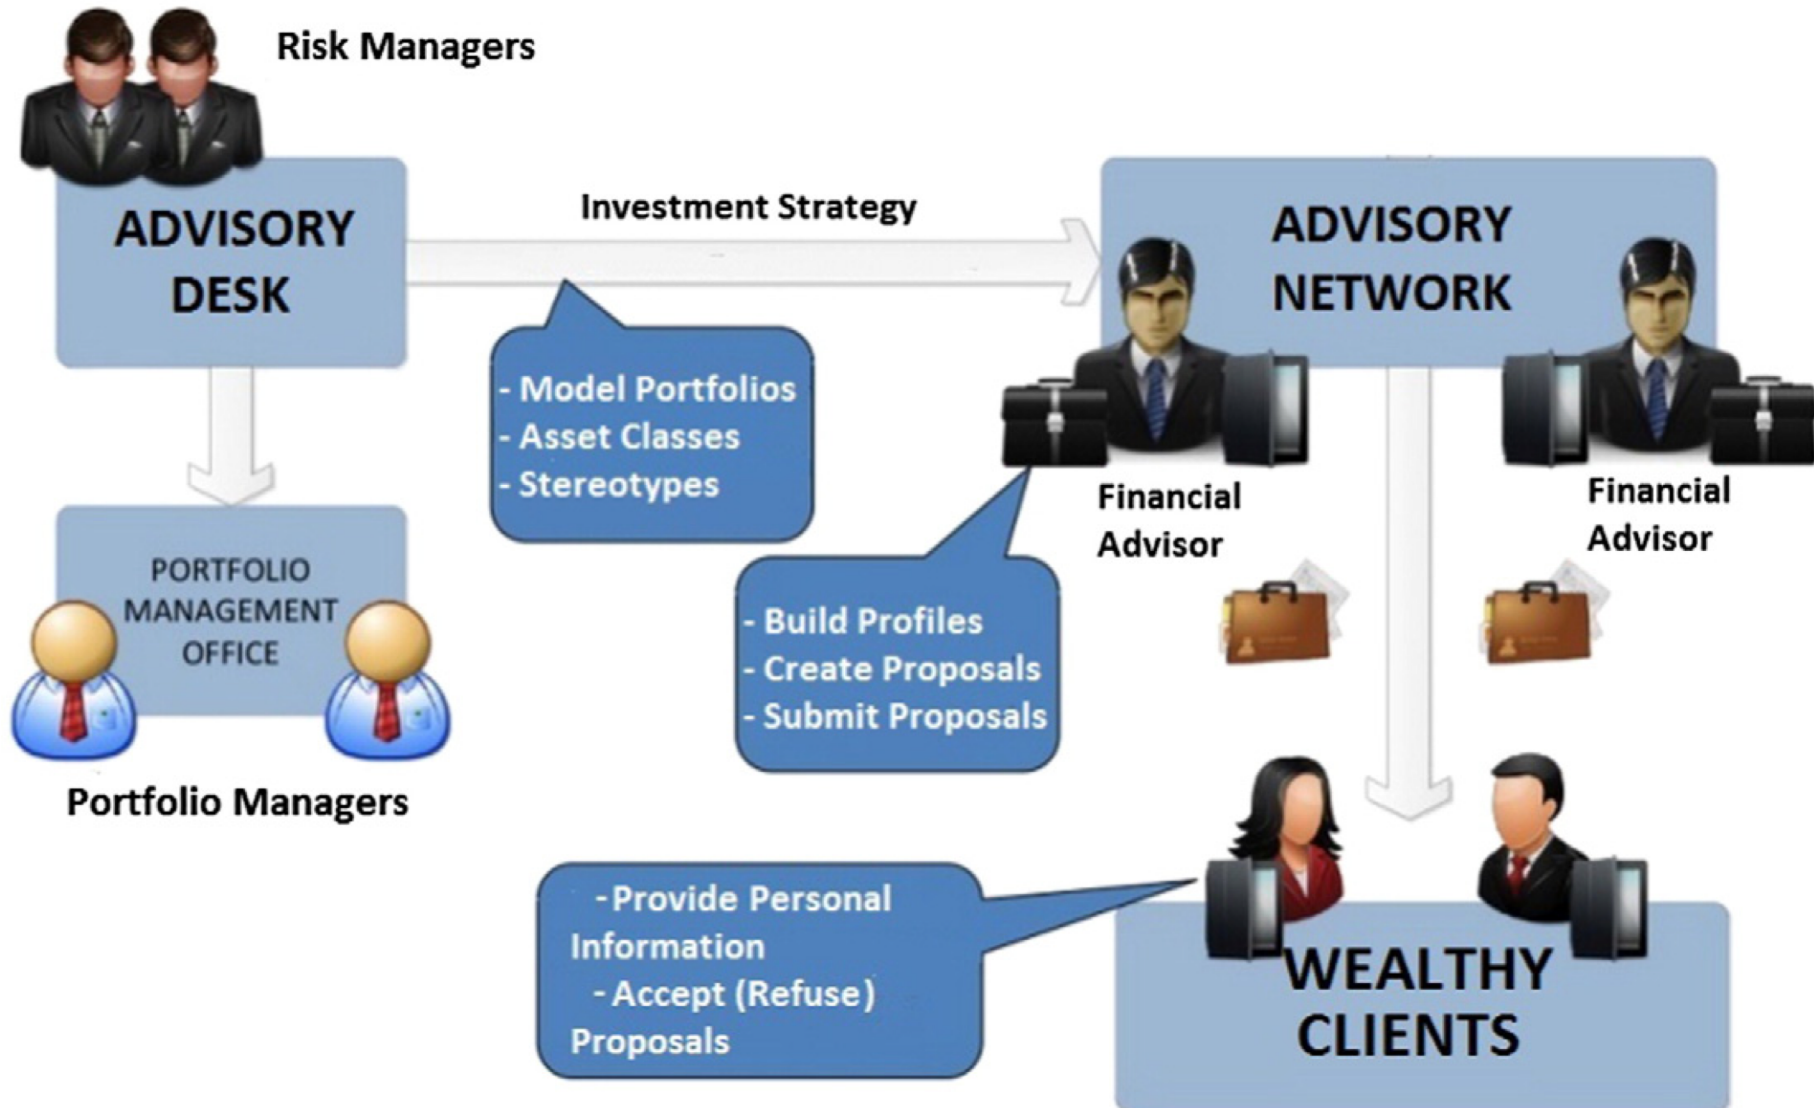 Risk Managers
ADVISORY
DESK
Investment Strategy
ADVISORY
NETWORK
- Model Portfolios
- Asset Classes
- Stereotypes
Financial
Advisor
Financial
Advisor
PORTFOLIO
MANAGEMENT
OFFICE
- Build Profiles
- Create Proposals
- Submit Proposals
Portfolio Managers
- Provide Personal
Information
- Accept (Refuse)
Proposals
WEALTHY
CLIENTS